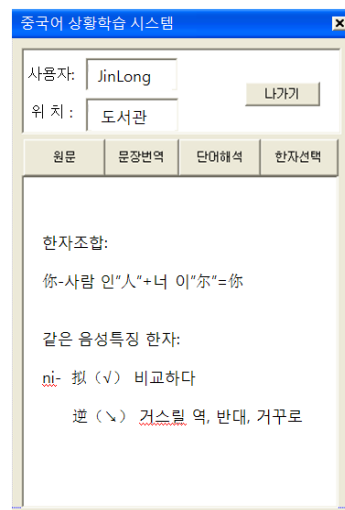 중국어 상황학습 시스템
사용자: JinLong
나가기
위 치 : 도서관
원문 문장번역 단어해석 한자선택
한자조합:
你-사람 인"人"+너 이"尔"=你
같은 음성특징 한자:
ni- 拟（√） 비교하다
逆（↘） 거스릴 역, 반대, 거꾸로